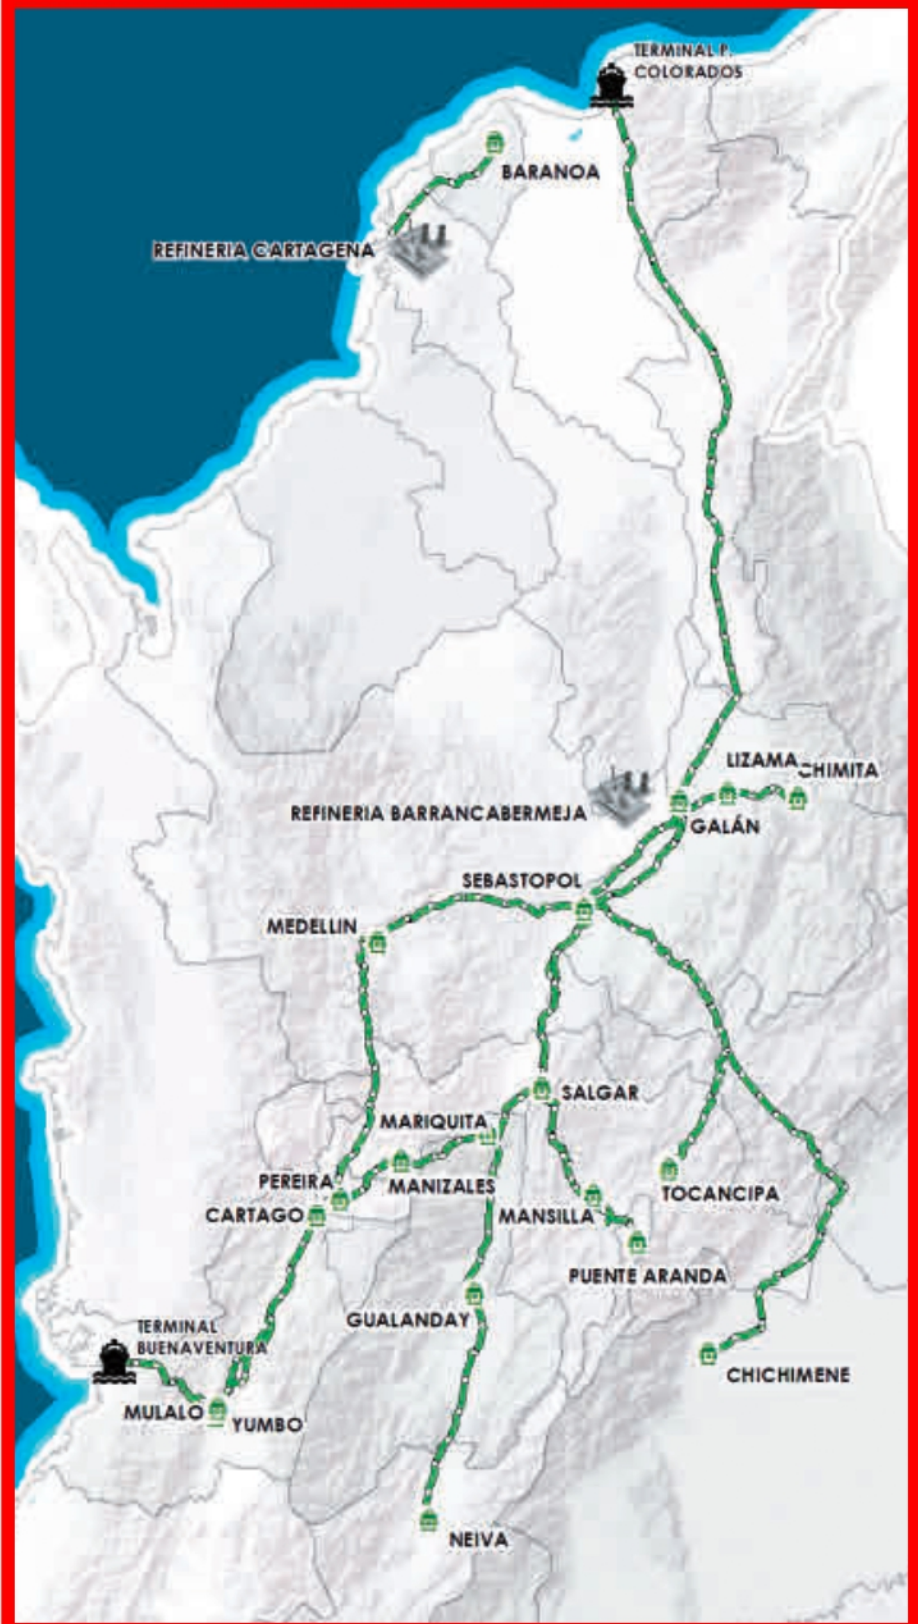 TERMINAL P.
COLORADOS
BARANOA
REFINERIA CARTAGENA
LIZAMA
CHIMITA
REFINERIA BARRANCABERMEJA
GALÁN
SEBASTOPOL
MEDELLIN
SALGAR
MARIQUITA
PEREIRA
MANIZALES
TOCANCIPA
CARTAGO
MANSILLA
PUENTE ARANDA
GUALANDAY
TERMINAL
BUENAVENTURA
CHICHIMENE
MULALO
YUMBO
NEIVA